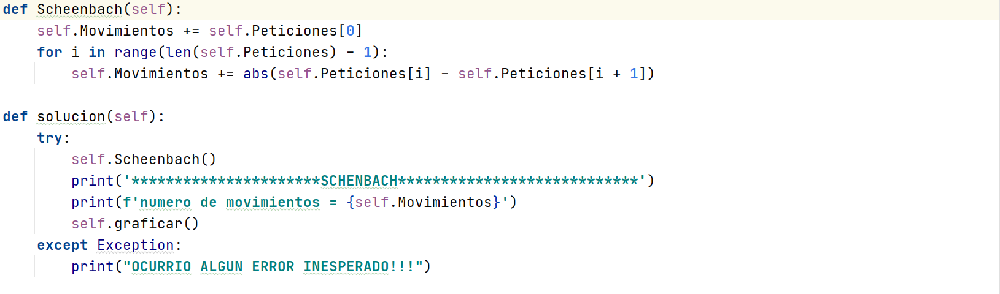 def Scheenbach(self):
    self.Movimientos += self.Peticiones[0]
    for i in range(len(self.Peticiones) - 1):
        self.Movimientos += abs(self.Peticiones[i] - self.Peticiones[i + 1])

def solucion(self):
    try:
        self.Scheenbach()
        print('**********************SCHENBACH****************************')
        print(f'numero de movimientos = {self.Movimientos}')
        self.graficar()
    except Exception:
        print("OCURRIO ALGUN ERROR INESPERADO!!!")